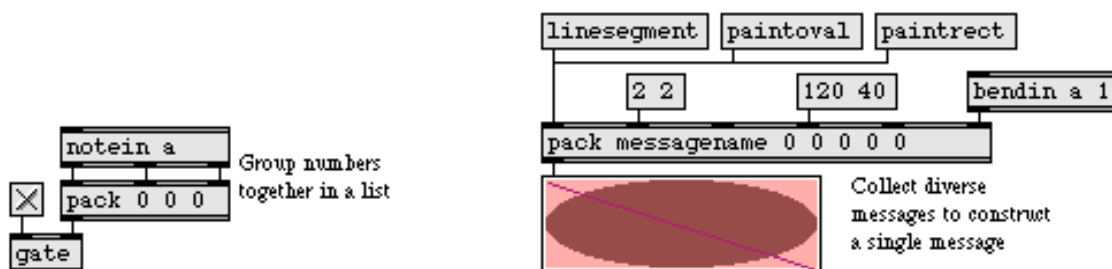 linesegment paintoval paintrect
2 2 120 40 bendin a 1
notein a
Group numbers
together in a list
pack 0 0 0
gate
pack messagename 0 0 0 0 0
Collect diverse
messages to construct
a single message